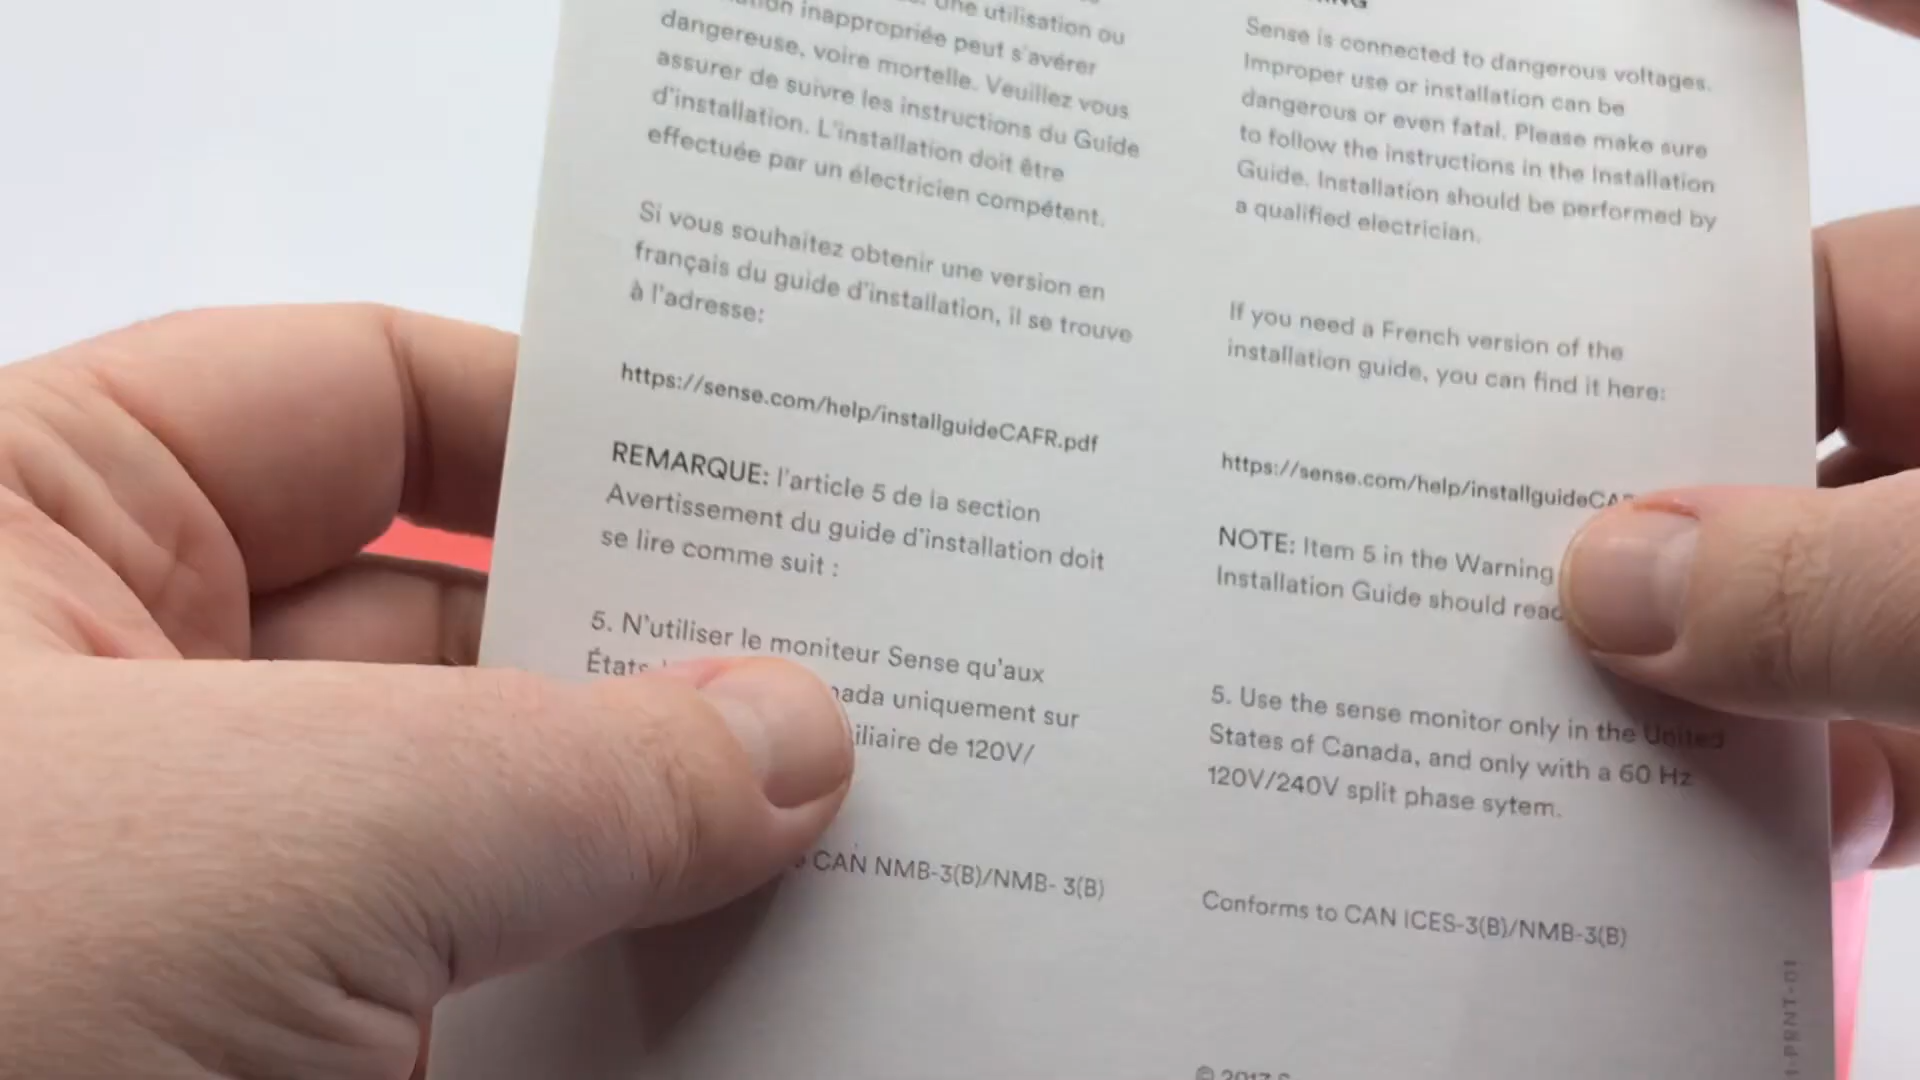 Une utilisation ou
inappropriée peut s'avérer
dangereuse, voire mortelle. Veuillez vous
assurer de suivre les instructions du Guide
d'installation. L'installation doit être
effectuée par un électricien compétent.
Si vous souhaitez obtenir une version en
français du guide d'installation, il se trouve
à l'adresse:
https://sense.com/help/installguideCAFR.pdf
REMARQUE: l'article 5 de la section
Avertissement du guide d'installation doit
se lire comme suit :
5. N'utiliser le moniteur Sense qu'aux
États uniquement sur
de 120V/
CAN NMB-3(B)/NMB- 3(B)
Sense is connected to dangerous voltages.
Improper use or installation can be
dangerous or even fatal. Please make sure
to follow the instructions in the Installation
Guide. Installation should be performed by
a qualified electrician.
If you need a French version of the
installation guide, you can find it here:
https://sense.com/help/installguideCA
NOTE: Item 5 in the Warning
Installation Guide should read
5. Use the sense monitor only in the United
States of Canada, and only with a 60 Hz
120V/240V split phase sytem.
Conforms to CAN ICES-3(B)/NMB-3(B)
© 2017
-PRNT-01